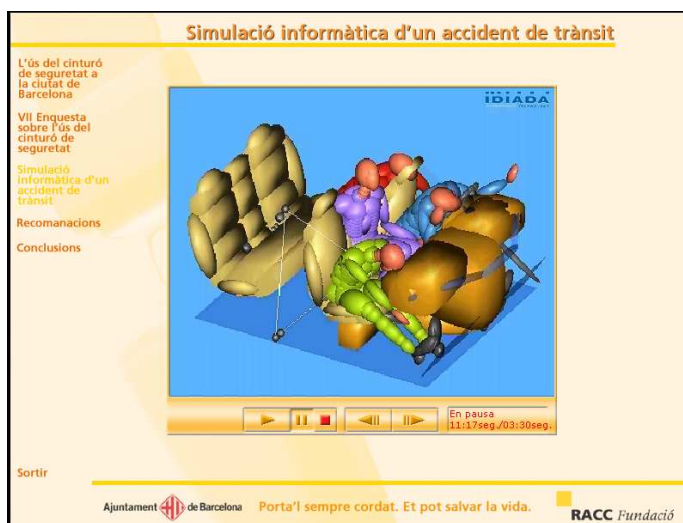 Simulació informàtica d'un accident de trànsit
L'ús del cinturó
de seguretat a
la ciutat de
Barcelona
VII Enquesta
sobre l'ús del
cinturó de
seguretat
Simulació
informàtica d'un
accident de
trànsit
Recomanacions
Conclusions
IDIADA
En pausa
11:17seg./03:30seg.
Sortir
Ajuntament de Barcelona
Porta'l sempre cordat. Et pot salvar la vida.
RACC Fundació